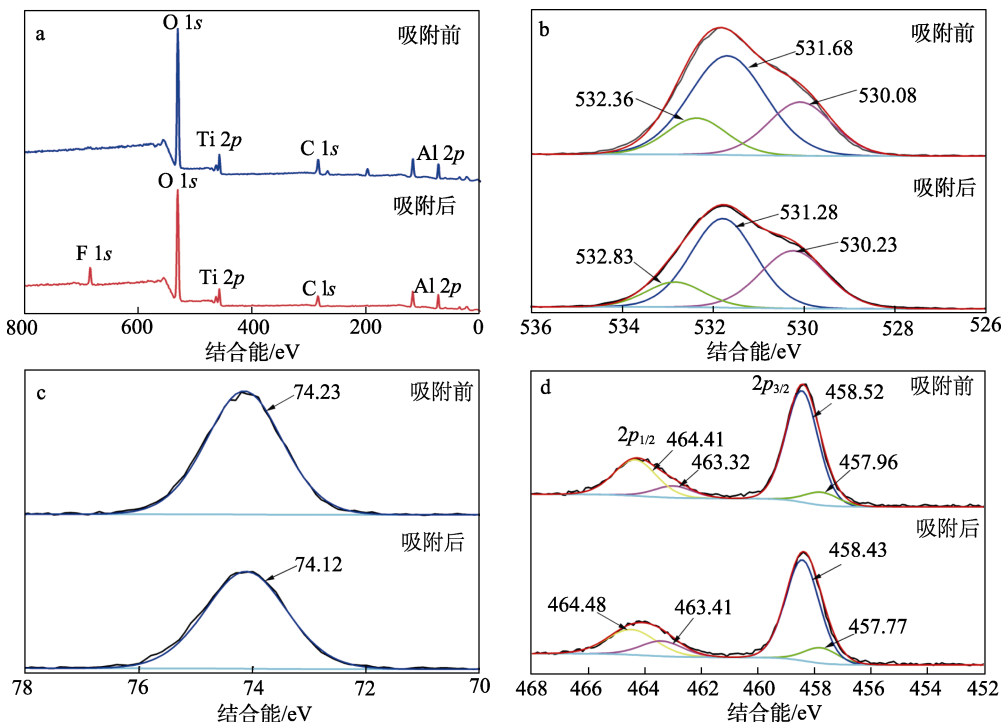 a
O 1s
吸附前
Ti 2p
C 1s
Al 2p
O 1s
吸附后
F 1s
Ti 2p
C 1s
Al 2p
800 600 400 200 0
结合能/eV
b
吸附前
531.68
532.36
530.08
吸附后
531.28
532.83
530.23
536 534 532 530 528 526
结合能/eV
c
吸附前
74.23
吸附后
74.12
78 76 74 72 70
结合能/eV
d
吸附前
2p3/2
458.52
2p1/2
464.41
463.32
457.96
吸附后
458.43
464.48
463.41
457.77
468 466 464 462 460 458 456 454 452
结合能/eV